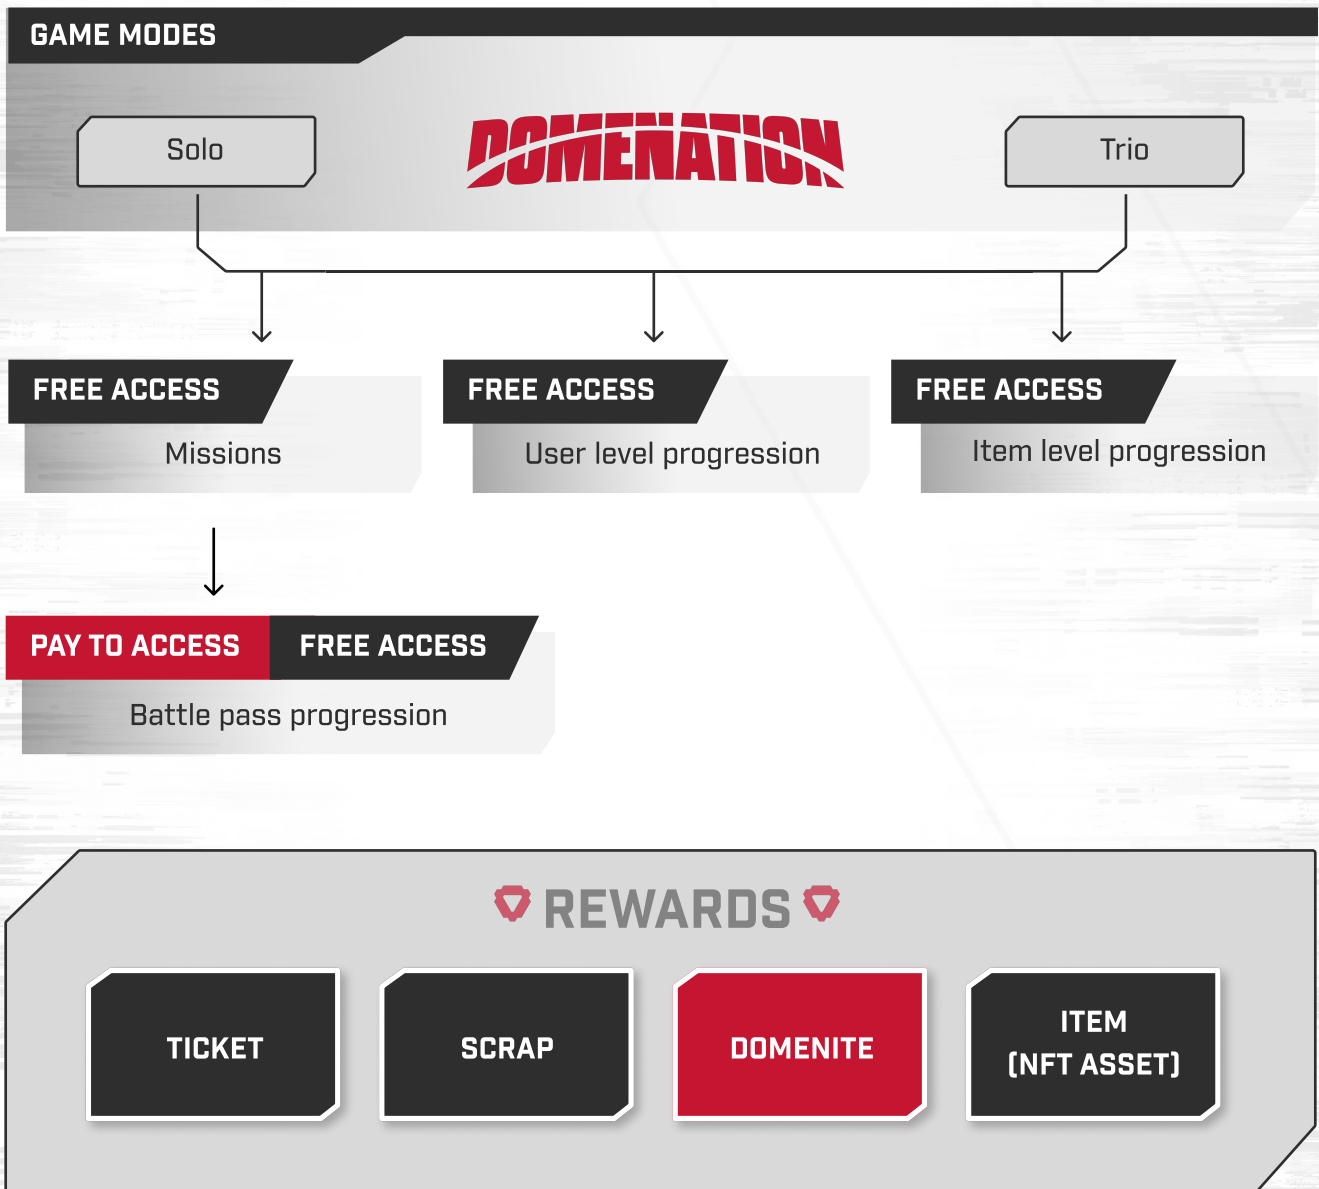 GAME MODES
Solo
DOMENATION
Trio
FREE ACCESS
Missions
FREE ACCESS
User level progression
FREE ACCESS
Item level progression
PAY TO ACCESS
FREE ACCESS
Battle pass progression
REWARDS
TICKET
SCRAP
DOMENITE
ITEM
(NFT ASSET)